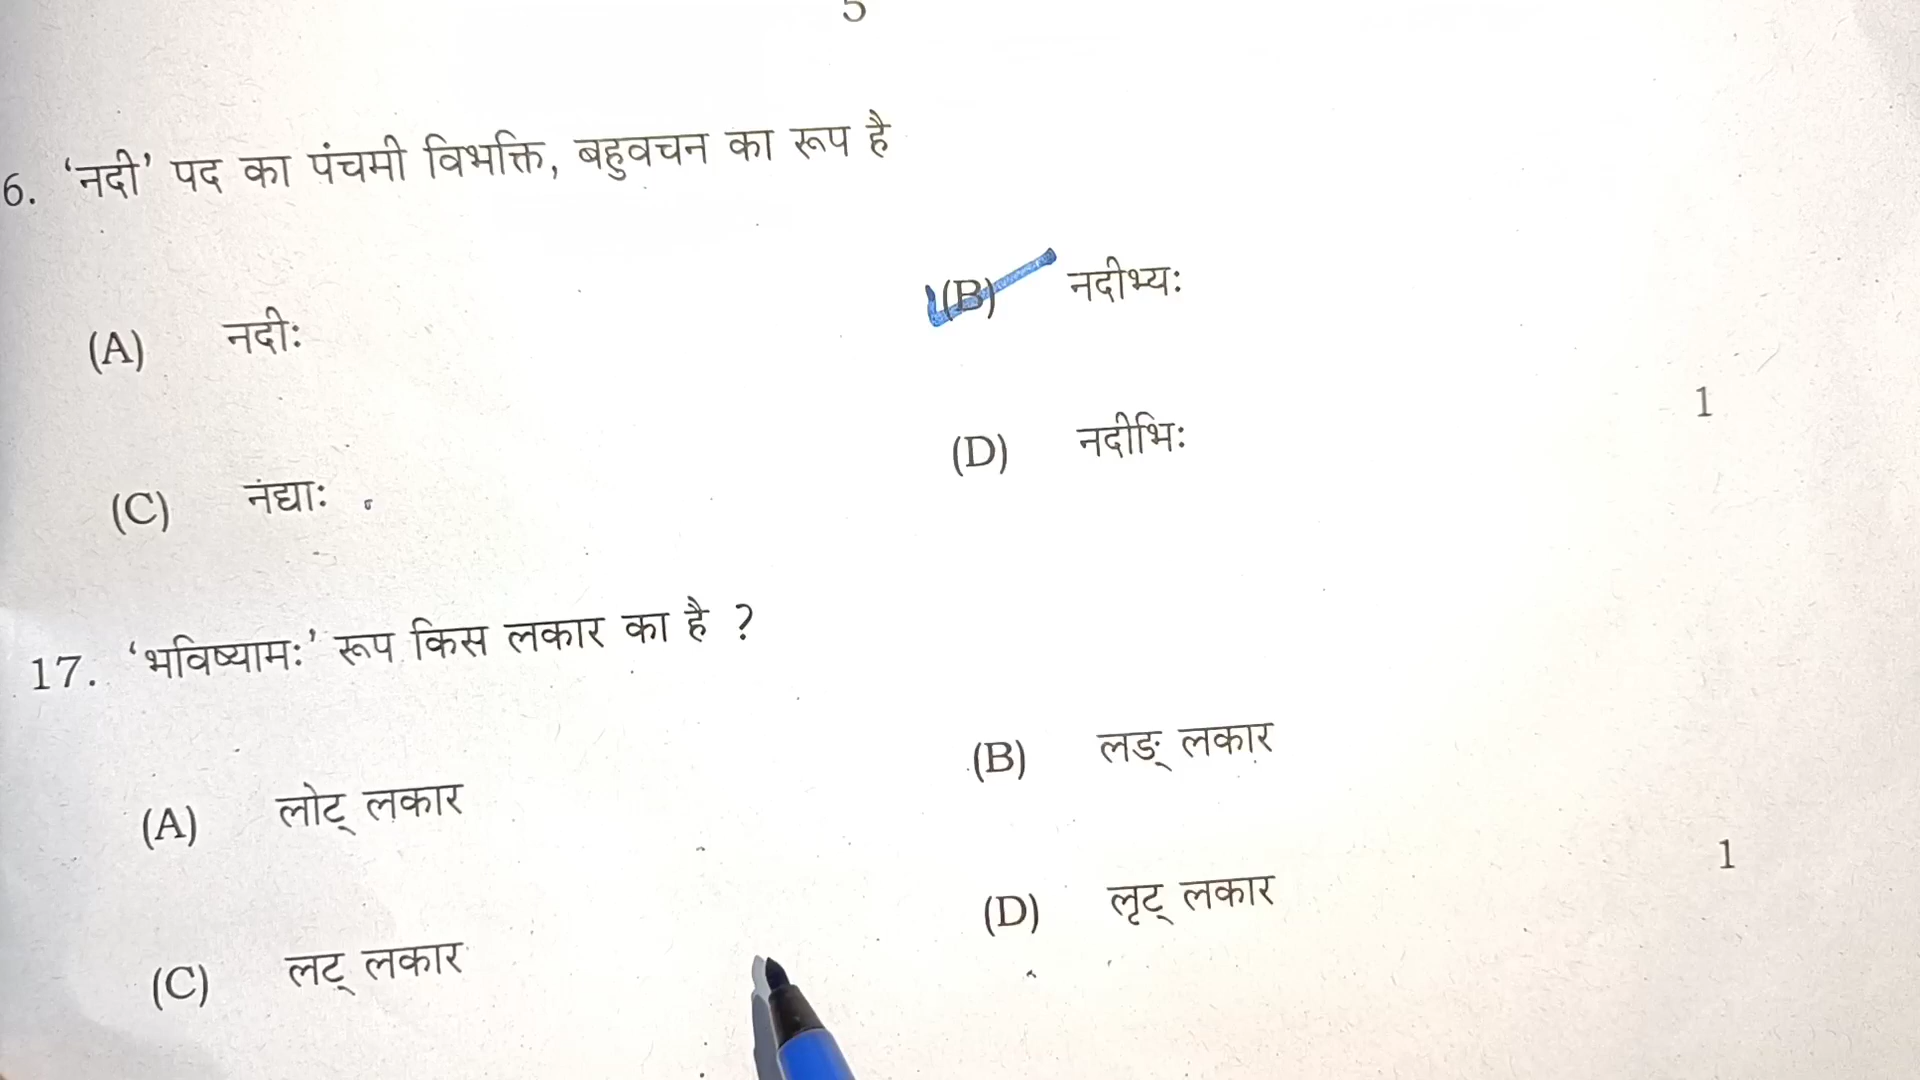 5
6. 'नदी' पद का पंचमी विभक्ति, बहुवचन का रूप है
(A) नदीः
(B) नदीभ्यः
(C) नंद्याः
(D) नदीभिः
1
17. 'भविष्यामः' रूप किस लकार का है ?
(A) लोट् लकार
(B) लङ् लकार
(C) लट् लकार
(D) लृट् लकार
1